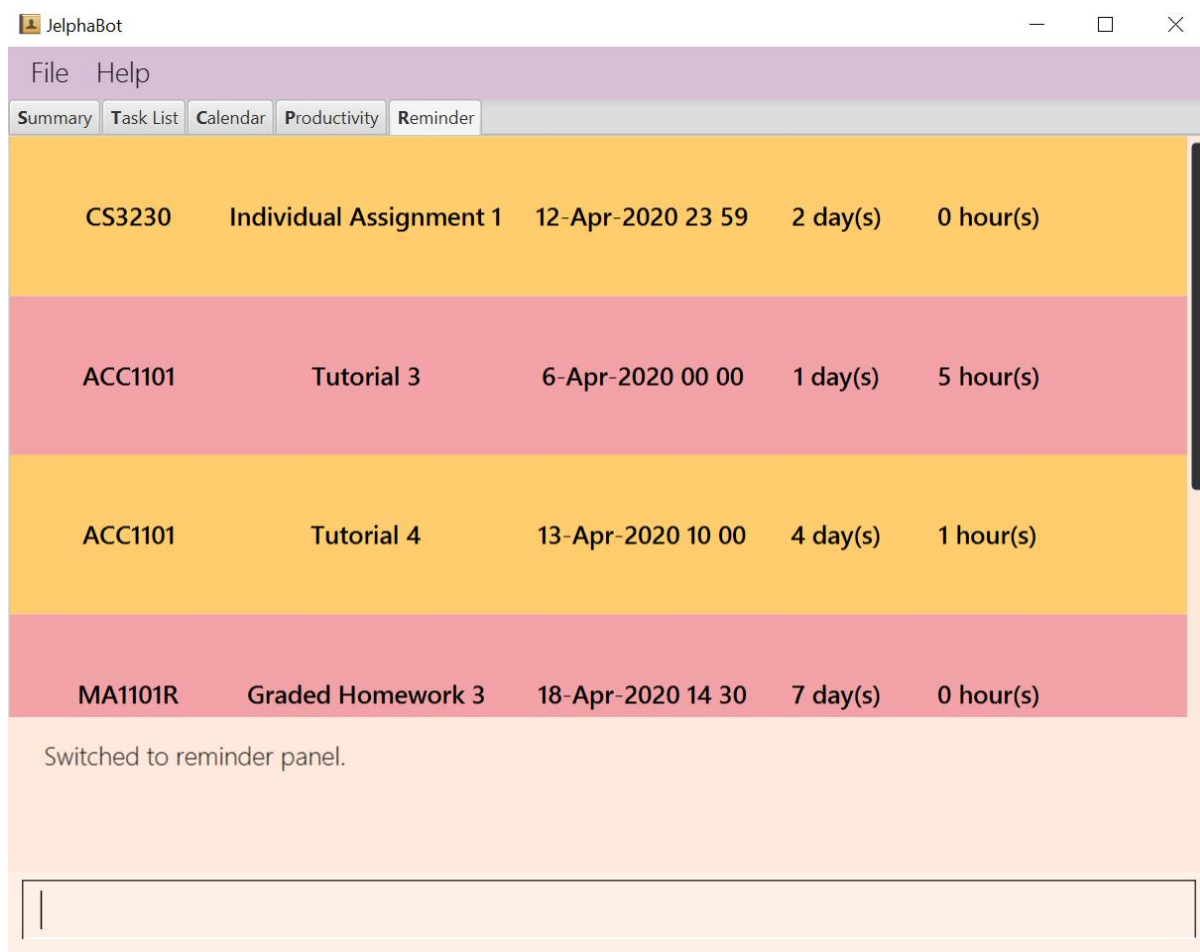 JelphaBot
File Help
Summary Task List Calendar Productivity Reminder
CS3230 Individual Assignment 1 12-Apr-2020 23 59 2 day(s) 0 hour(s)
ACC1101 Tutorial 3 6-Apr-2020 00 00 1 day(s) 5 hour(s)
ACC1101 Tutorial 4 13-Apr-2020 10 00 4 day(s) 1 hour(s)
MA1101R Graded Homework 3 18-Apr-2020 14 30 7 day(s) 0 hour(s)
Switched to reminder panel.